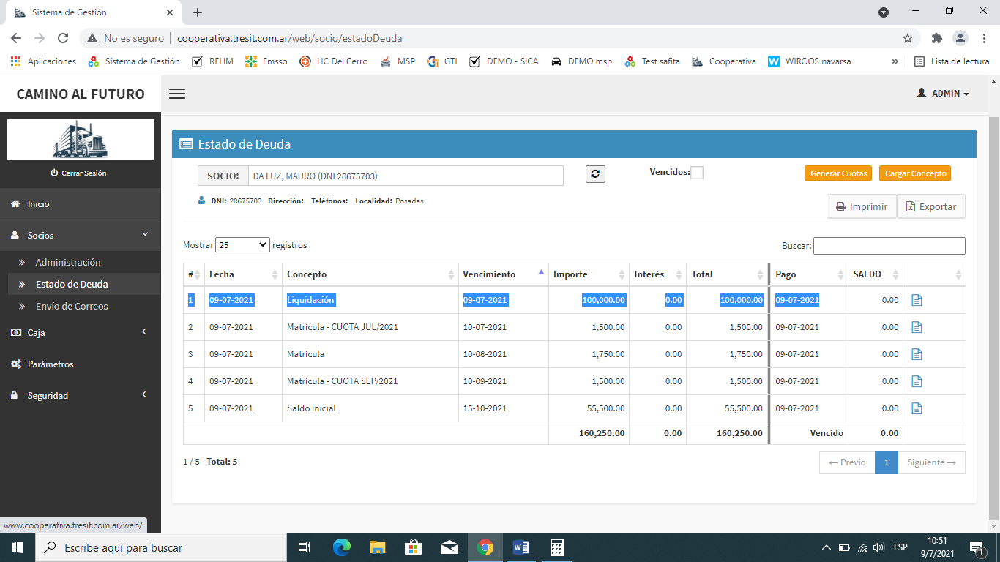 Sistema de Gestión
No es seguro | cooperativa.tresit.com.ar/web/socio/estadoDeuda
Aplicaciones Sistema de Gestión RELIM Emsso HC Del Cerro MSP GTI DEMO - SICA DEMO msp Test safita Cooperativa WIROOS navarsa » Lista de lectura
CAMINO AL FUTURO
ADMIN
Cerrar Sesión
Inicio
Socios
Administración
Estado de Deuda
Envío de Correos
Caja
Parámetros
Seguridad
Estado de Deuda
SOCIO: DA LUZ, MAURO (DNI 28675703)
Vencidos:
Generar Cuotas Cargar Concepto
DNI: 28675703 Dirección: Teléfonos: Localidad: Posadas
Imprimir Exportar
Mostrar 25 registros
Buscar:
# Fecha Concepto Vencimiento Importe Interés Total Pago SALDO
1 09-07-2021 Liquidación 09-07-2021 100,000.00 0.00 100,000.00 09-07-2021 0.00
2 09-07-2021 Matrícula - CUOTA JUL/2021 10-07-2021 1,500.00 0.00 1,500.00 09-07-2021 0.00
3 09-07-2021 Matrícula 10-08-2021 1,750.00 0.00 1,750.00 09-07-2021 0.00
4 09-07-2021 Matrícula - CUOTA SEP/2021 10-09-2021 1,500.00 0.00 1,500.00 09-07-2021 0.00
5 09-07-2021 Saldo Inicial 15-10-2021 55,500.00 0.00 55,500.00 09-07-2021 0.00
160,250.00 0.00 160,250.00 Vencido 0.00
1 / 5 - Total: 5
← Previo 1 Siguiente →
www.cooperativa.tresit.com.ar/web/
Escribe aquí para buscar
ESP
10:51
9/7/2021
1